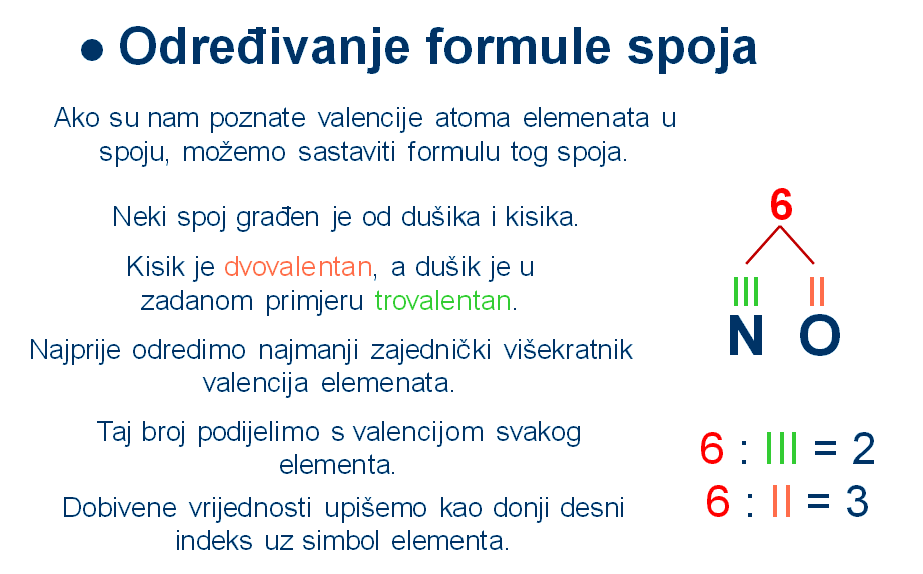 ● Određivanje formule spoja
Ako su nam poznate valencije atoma elemenata u
spoju, možemo sastaviti formulu tog spoja.
Neki spoj građen je od dušika i kisika.
Kisik je dvovalentan, a dušik je u
zadanom primjeru trovalentan.
Najprije odredimo najmanji zajednički višekratnik
valencija elemenata.
Taj broj podijelimo s valencijom svakog
elementa.
Dobivene vrijednosti upišemo kao donji desni
indeks uz simbol elementa.
6
III II
N O
6 : III = 2
6 : II = 3